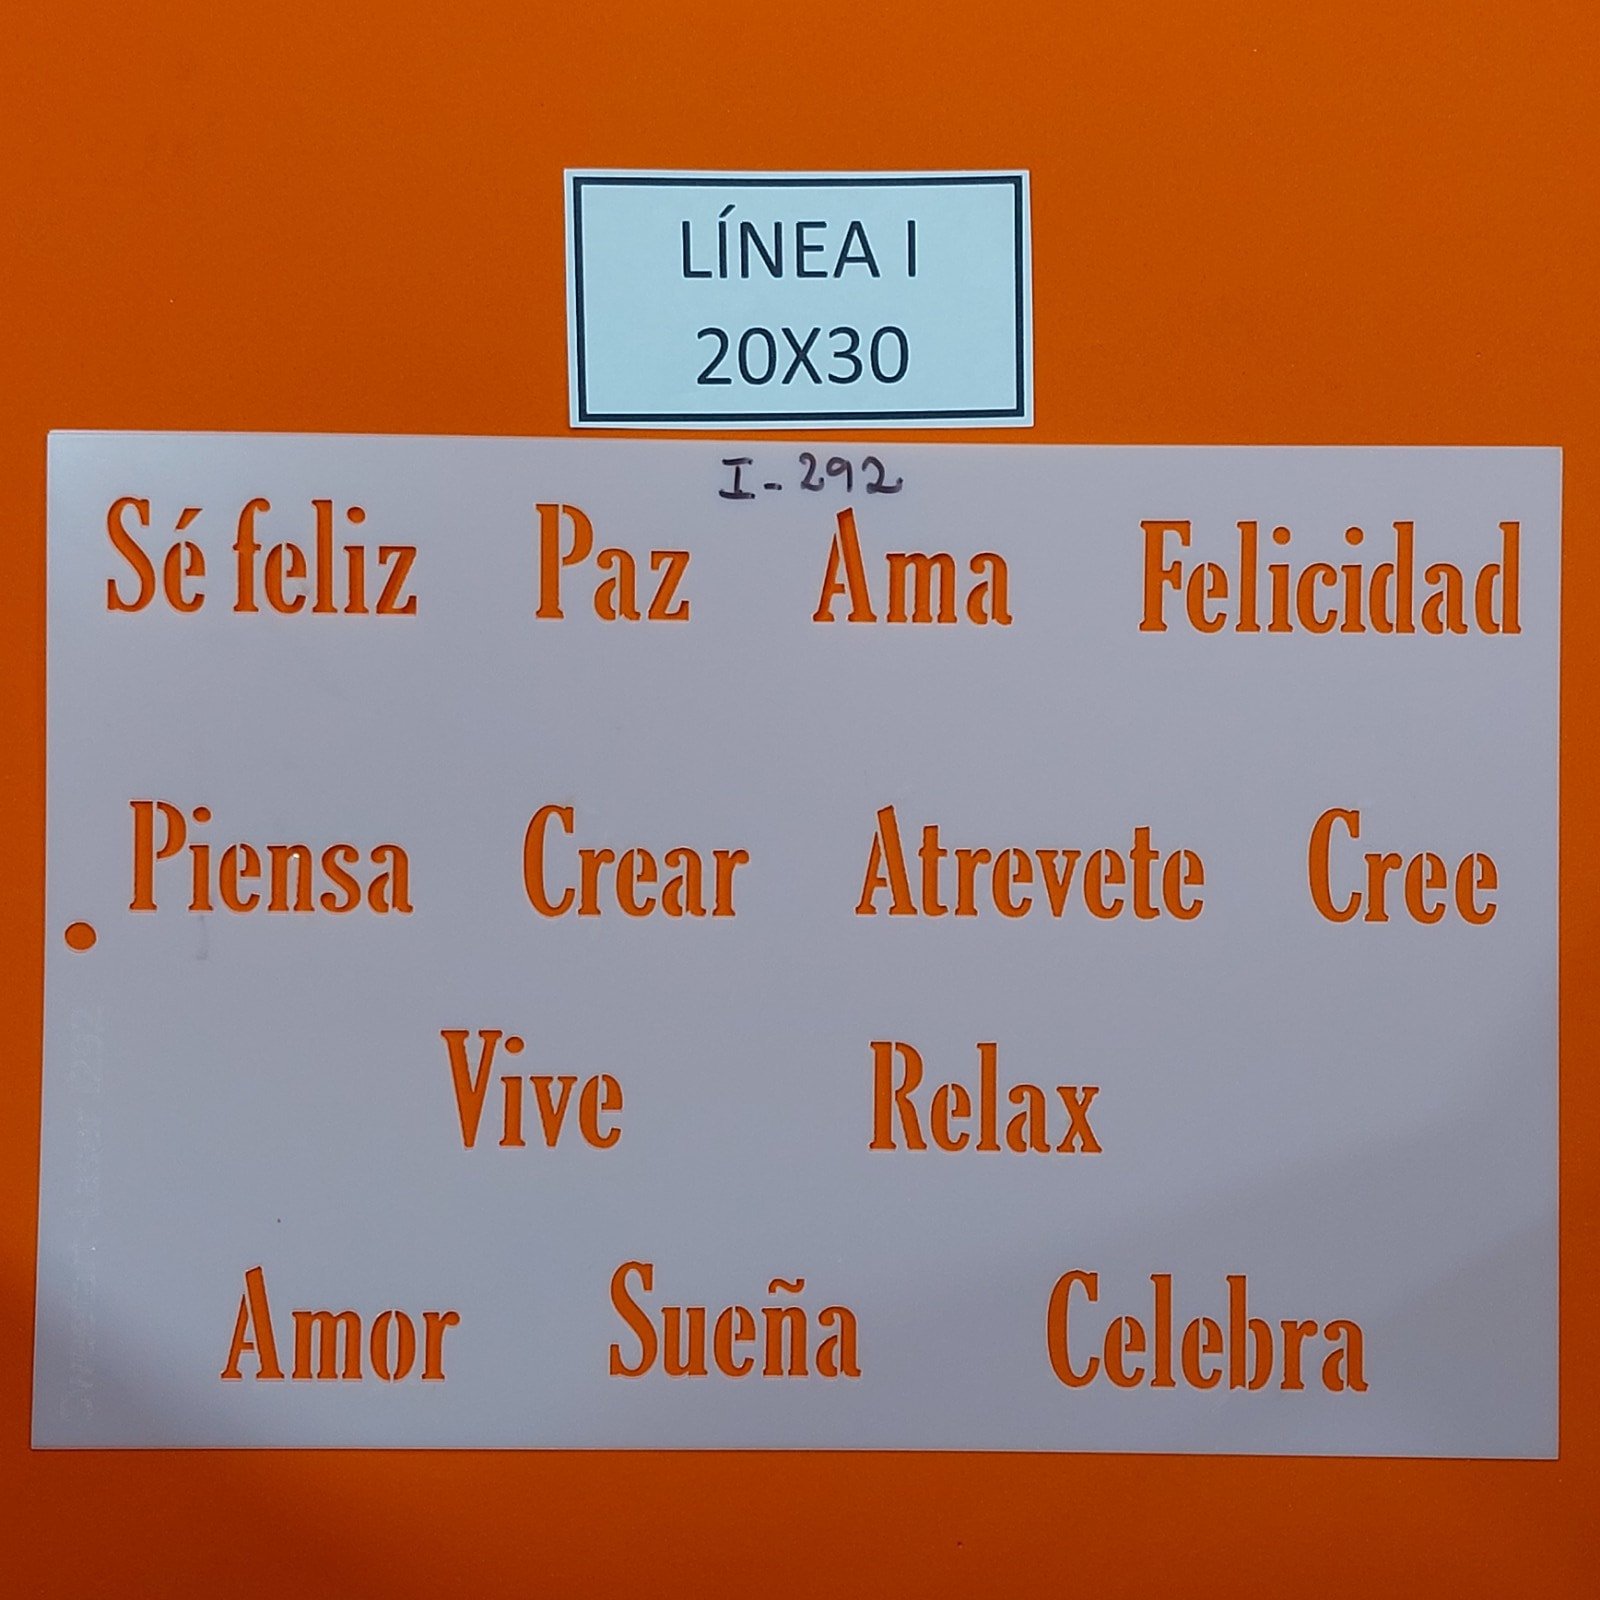 LÍNEA I
20X30
I-292
Sé feliz Paz Ama Felicidad
Piensa Crear Atrevete Cree
Vive Relax
Amor Sueña Celebra